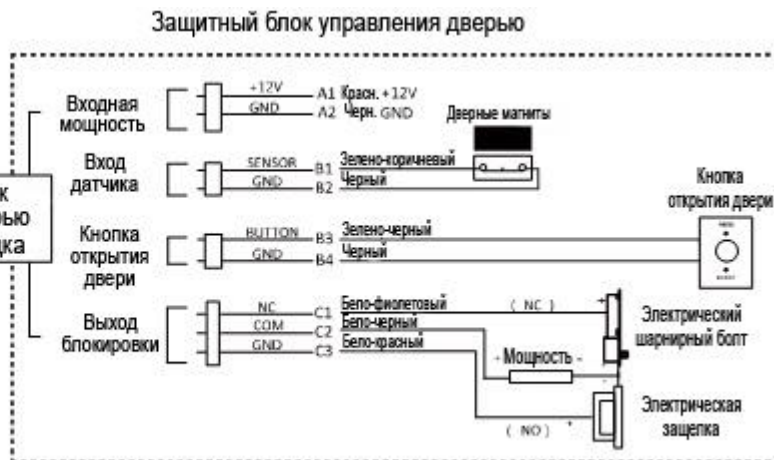 Защитный блок управления дверью
Входная
мощность
+12V
A1 Красн. +12V
GND
A2 Черн. GND
Дверные магниты
Вход
датчика
SENSOR
B1 Зелено-коричневый
GND
B2 Черный
Кнопка
открытия двери
Кнопка
открытия
двери
BUTTON
B3 Зелено-черный
GND
B4 Черный
Выход
блокировки
NC
C1 Бело-фиолетовый
( NC )
COM
C2 Бело-черный
GND
C3 Бело-красный
- Мощность -
+
Электрический
шарнирный болт
Электрическая
защелка
( NO )
+